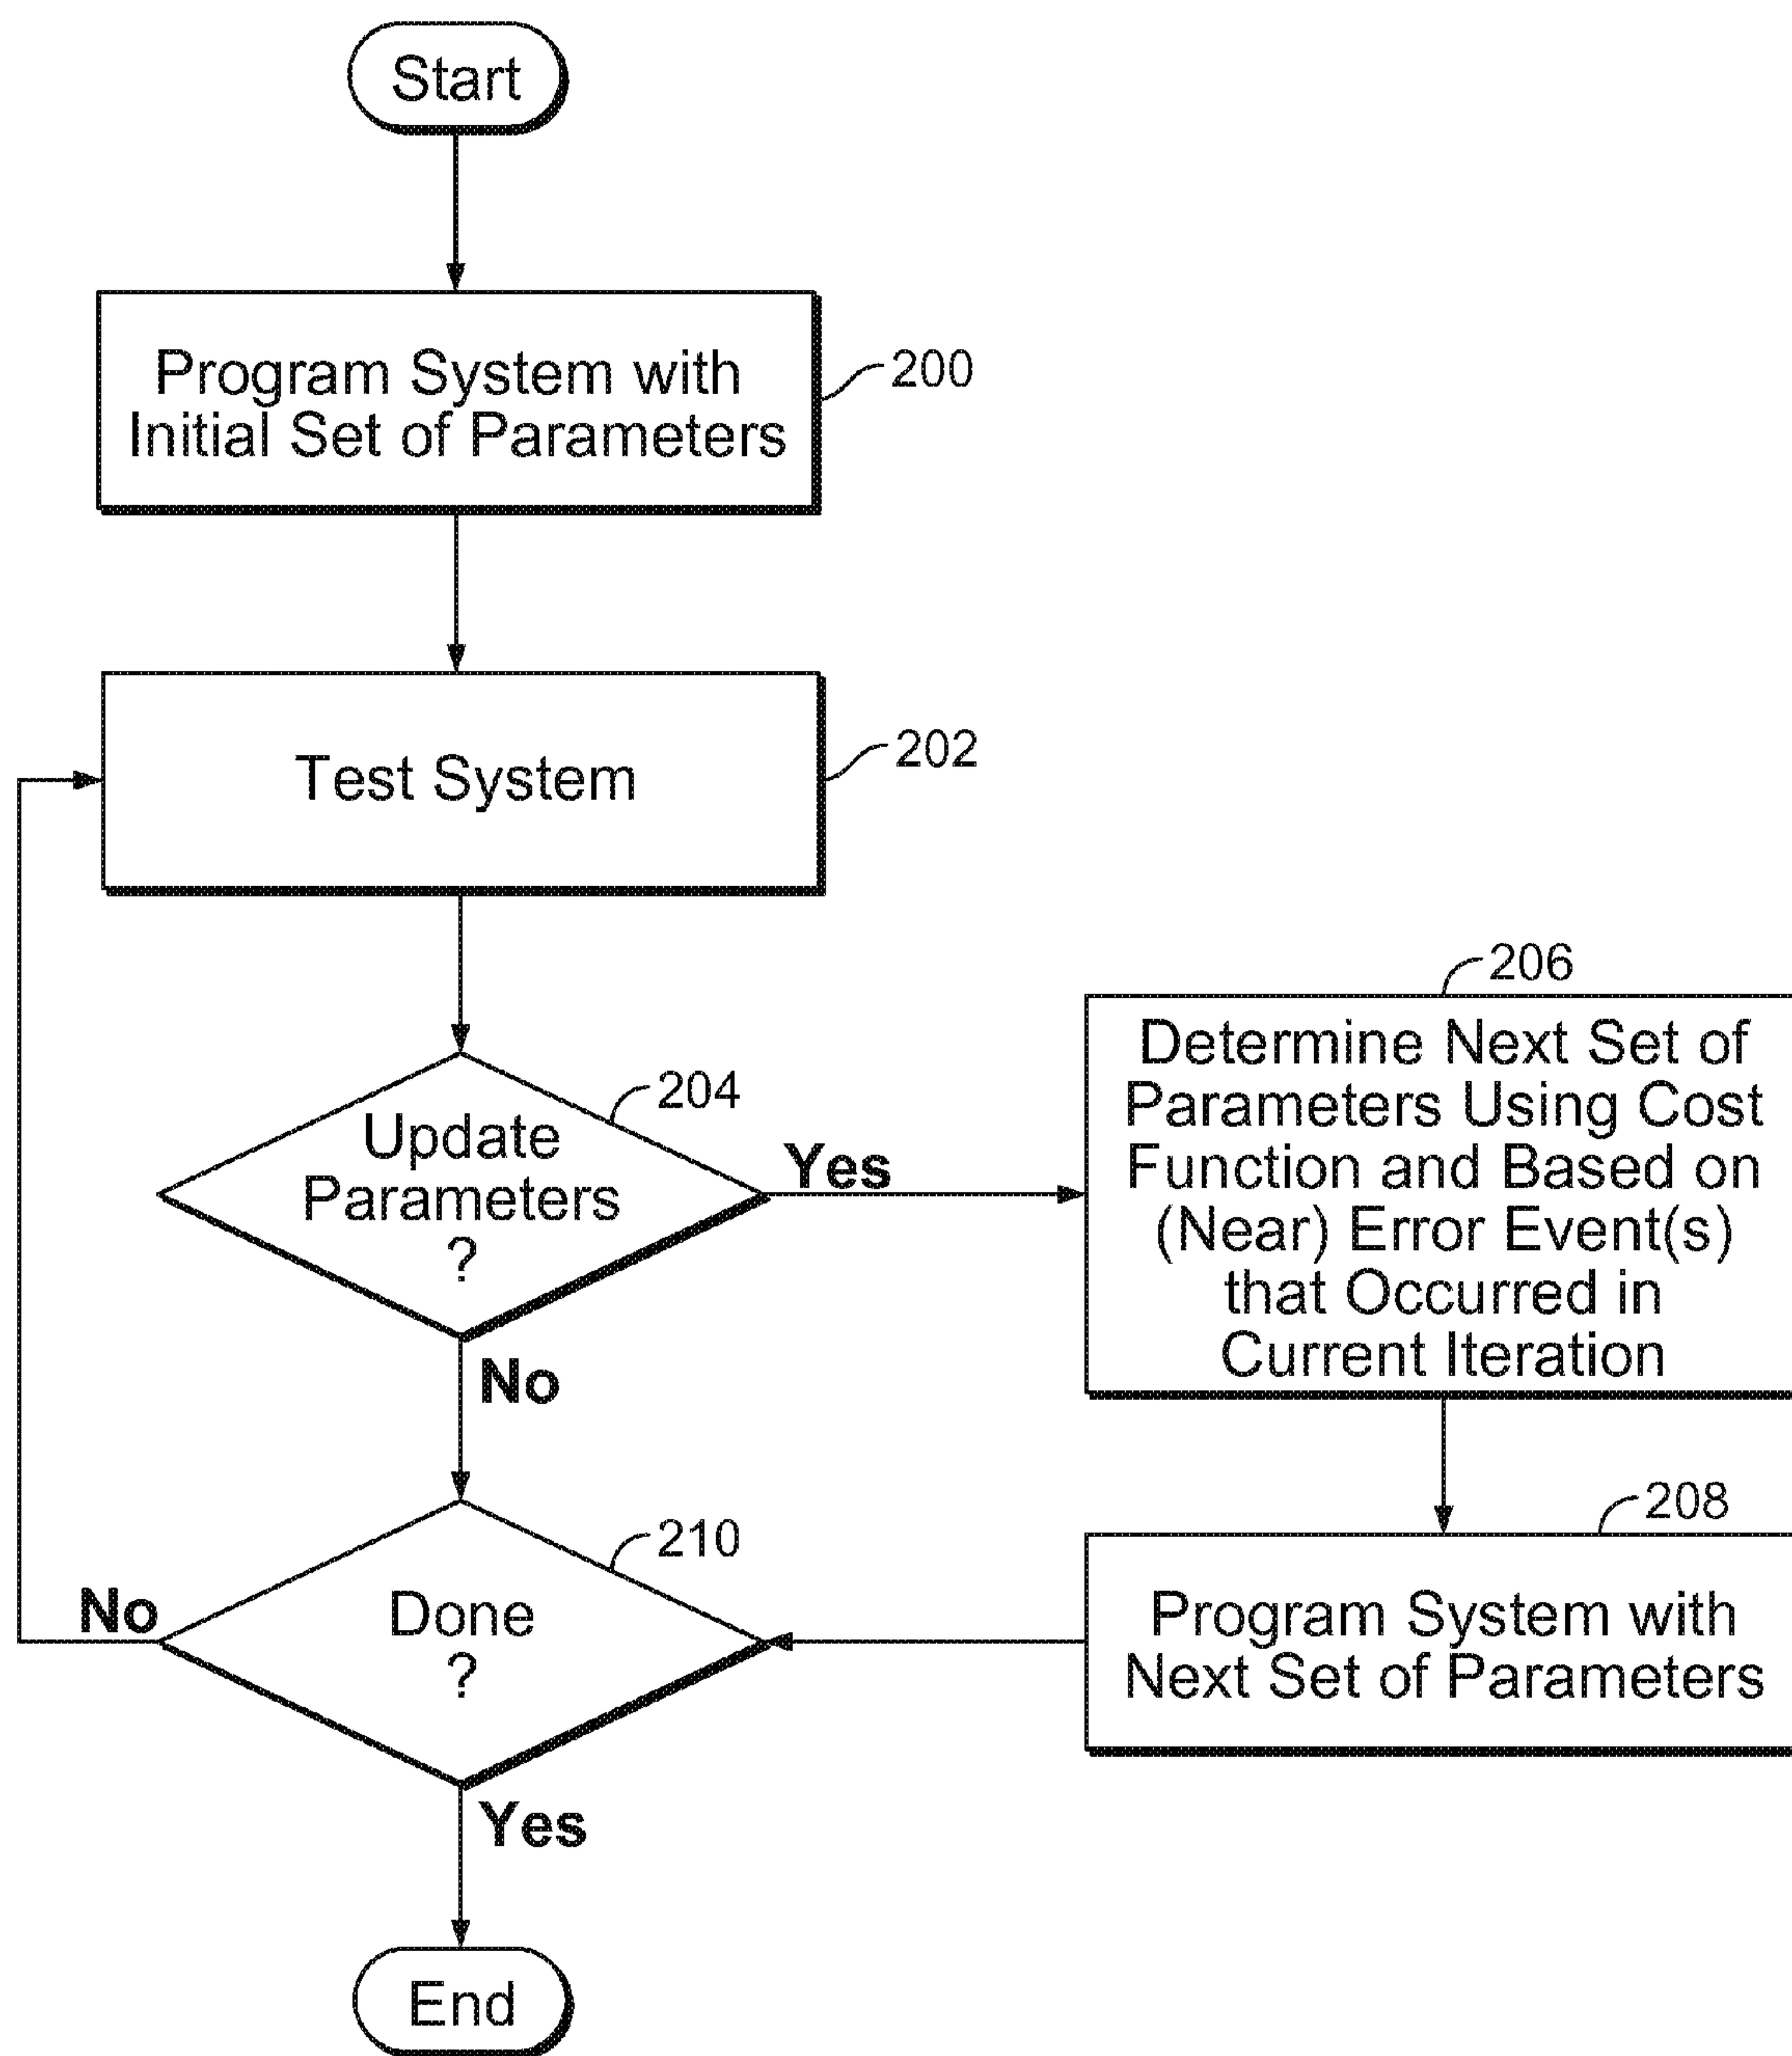 Start
Program System with
Initial Set of Parameters
200
Test System
202
Update
Parameters
?
204
Yes
No
206
Determine Next Set of
Parameters Using Cost
Function and Based on
(Near) Error Event(s)
that Occurred in
Current Iteration
208
Program System with
Next Set of Parameters
Done
?
210
No
Yes
End